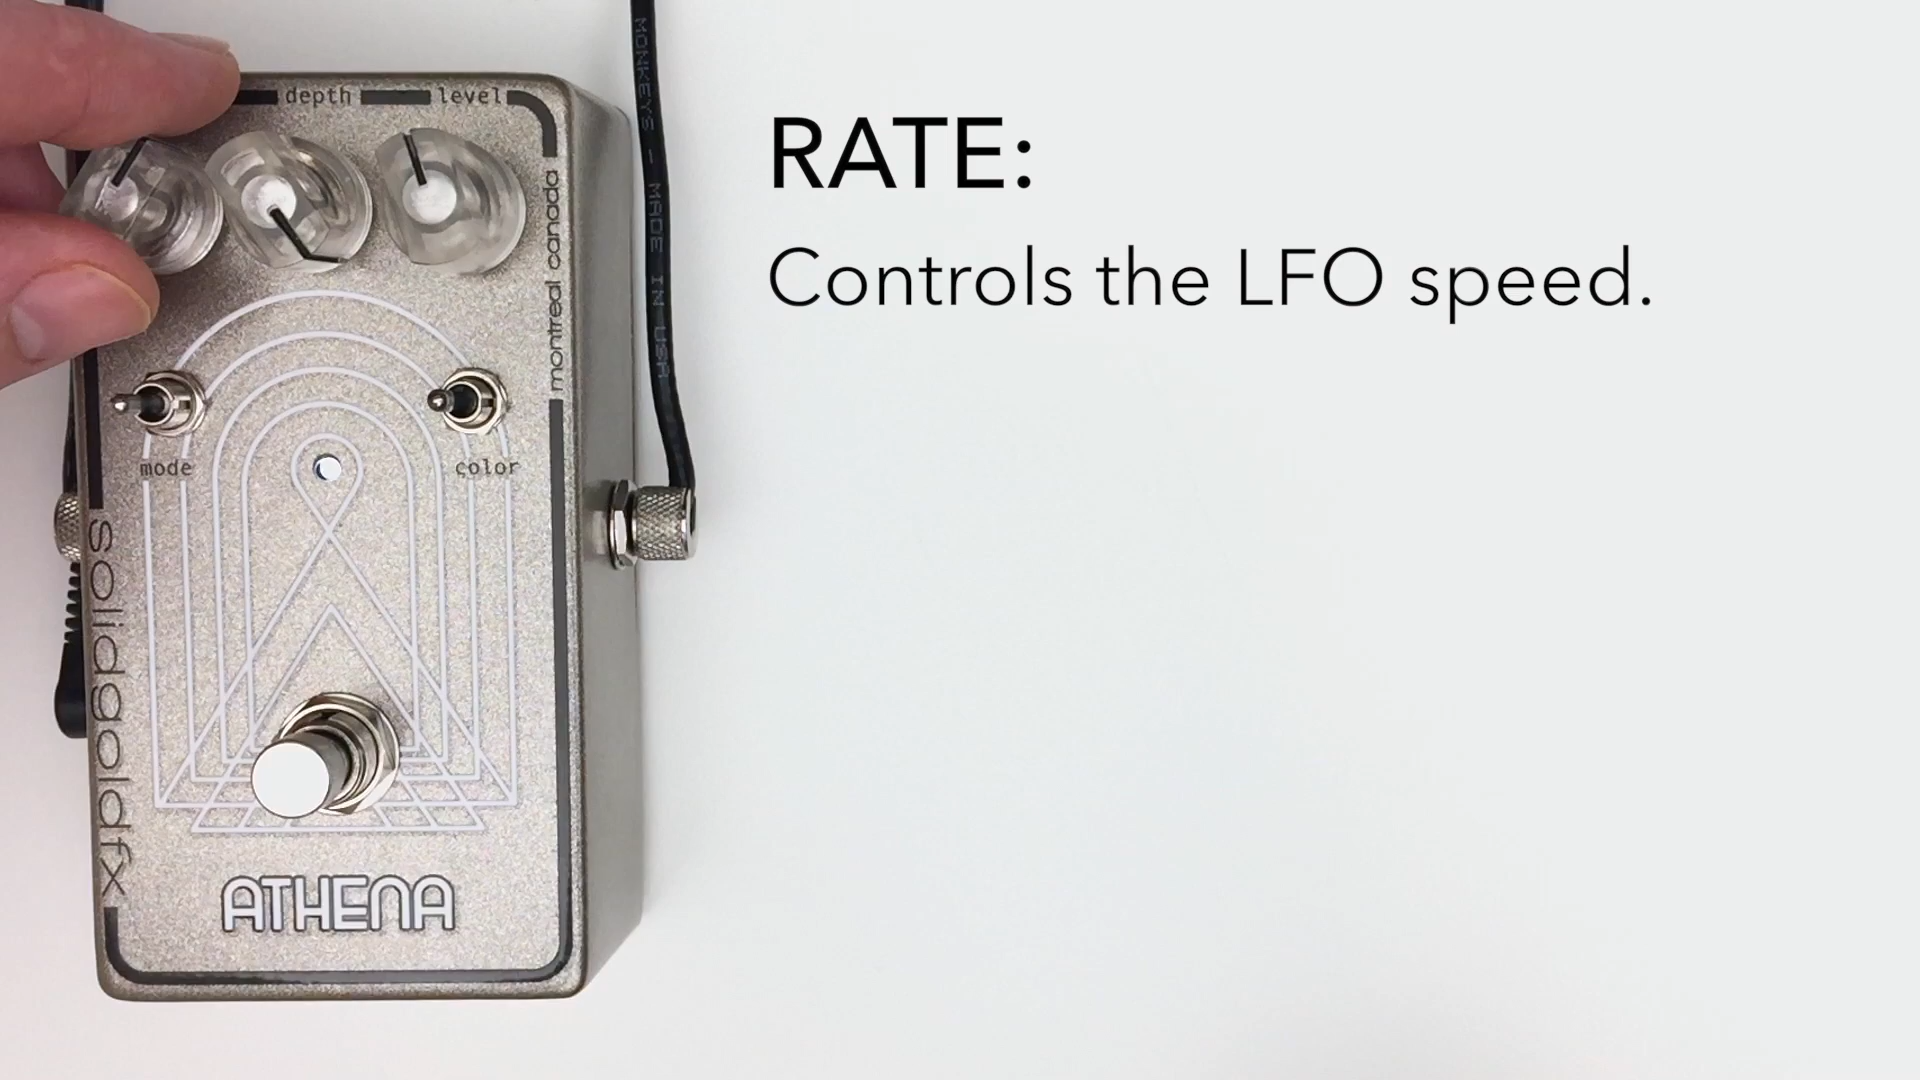 depth level
RATE:
Controls the LFO speed.
MONKEYS - MADE IN USA
montreal canada
mode color
solidgoldfx
ATHENA